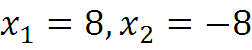 x₁ = 8, x₂ = −8